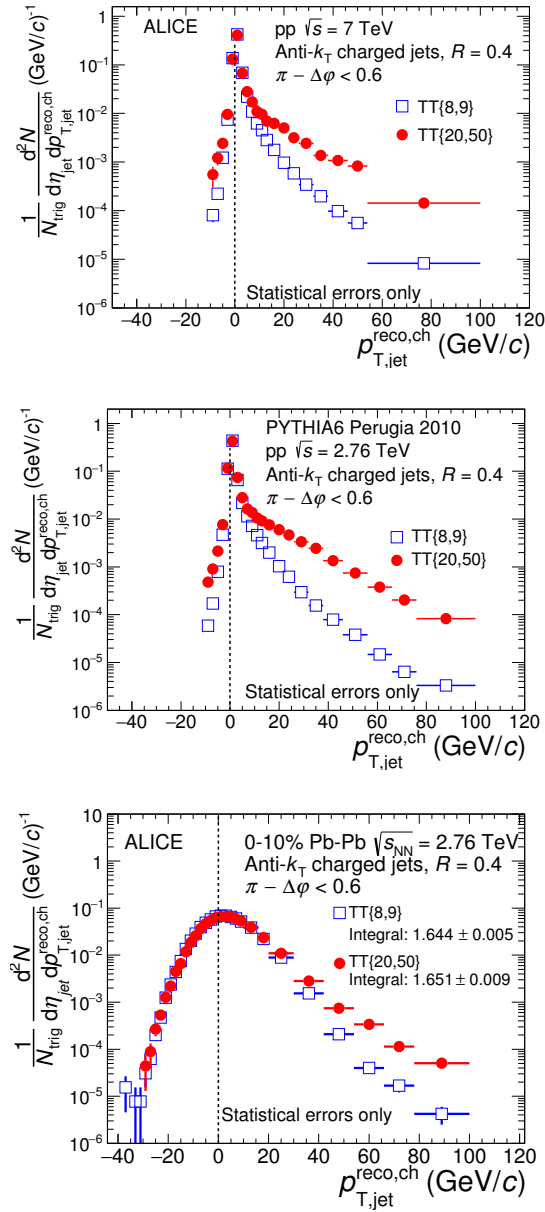 ALICE
pp √s = 7 TeV
Anti-k_T charged jets, R = 0.4
π − Δφ < 0.6
TT{8,9}
TT{20,50}
Statistical errors only
1/N_trig d²N/dη_jet dp_T,jet^reco,ch (GeV/c)⁻¹
1
10⁻¹
10⁻²
10⁻³
10⁻⁴
10⁻⁵
10⁻⁶
−40 −20 0 20 40 60 80 100 120
p_T,jet^reco,ch (GeV/c)
PYTHIA6 Perugia 2010
pp √s = 2.76 TeV
Anti-k_T charged jets, R = 0.4
π − Δφ < 0.6
TT{8,9}
TT{20,50}
Statistical errors only
1/N_trig d²N/dη_jet dp_T,jet^reco,ch (GeV/c)⁻¹
1
10⁻¹
10⁻²
10⁻³
10⁻⁴
10⁻⁵
10⁻⁶
−40 −20 0 20 40 60 80 100 120
p_T,jet^reco,ch (GeV/c)
ALICE
0-10% Pb-Pb √s_NN = 2.76 TeV
Anti-k_T charged jets, R = 0.4
π − Δφ < 0.6
TT{8,9}
Integral: 1.644 ± 0.005
TT{20,50}
Integral: 1.651 ± 0.009
Statistical errors only
1/N_trig d²N/dη_jet dp_T,jet^reco,ch (GeV/c)⁻¹
10
1
10⁻¹
10⁻²
10⁻³
10⁻⁴
10⁻⁵
10⁻⁶
−40 −20 0 20 40 60 80 100 120
p_T,jet^reco,ch (GeV/c)